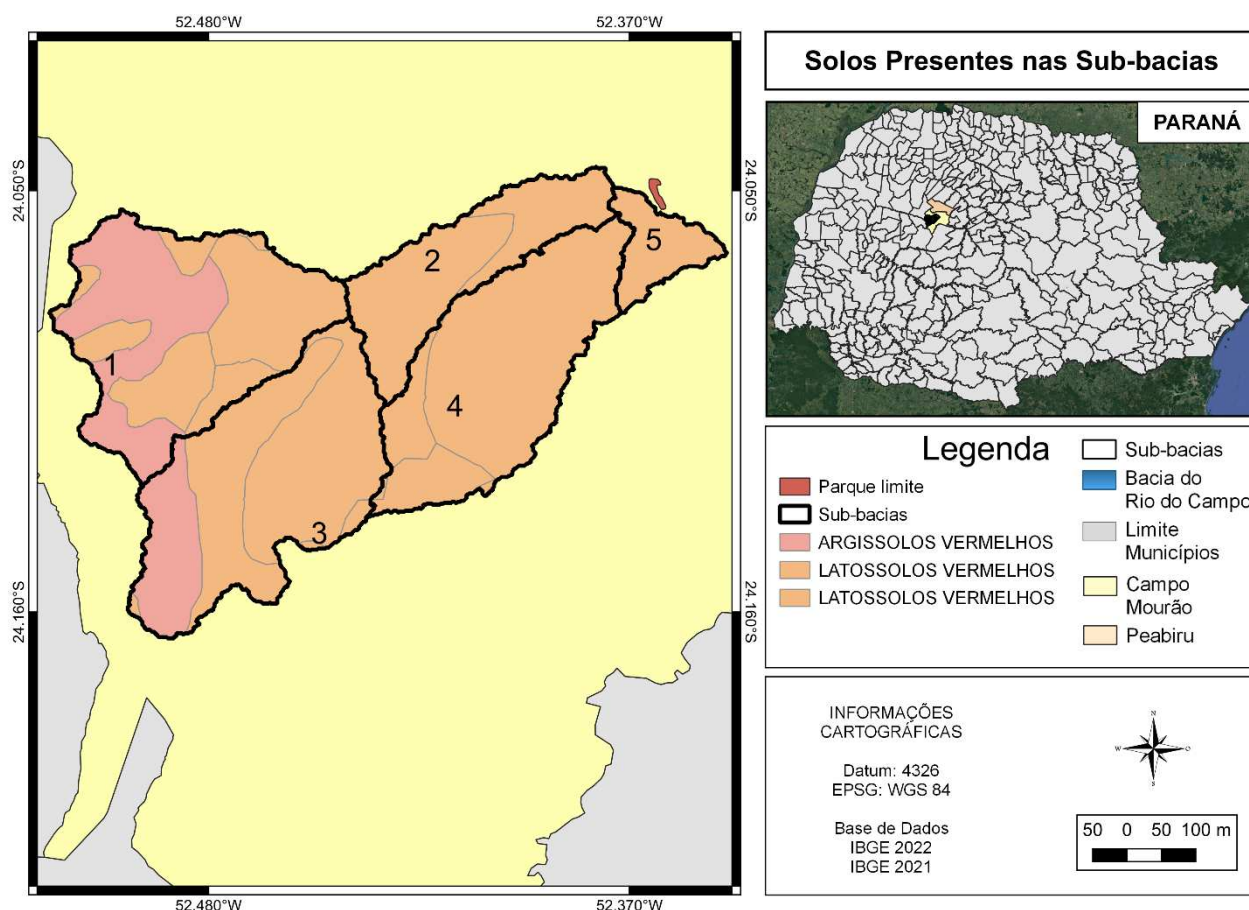 52.480°W
52.370°W
24.050°S
24.050°S
1
2
3
4
5
24.160°S
24.160°S
52.480°W
52.370°W
Solos Presentes nas Sub-bacias
PARANÁ
Legenda
Parque limite
Sub-bacias
ARGISSOLOS VERMELHOS
LATOSSOLOS VERMELHOS
LATOSSOLOS VERMELHOS
Sub-bacias
Bacia do
Rio do Campo
Limite
Municípios
Campo
Mourão
Peabiru
INFORMAÇÕES
CARTOGRÁFICAS
Datum: 4326
EPSG: WGS 84
Base de Dados
IBGE 2022
IBGE 2021
N
W
O
S
50 0 50 100 m